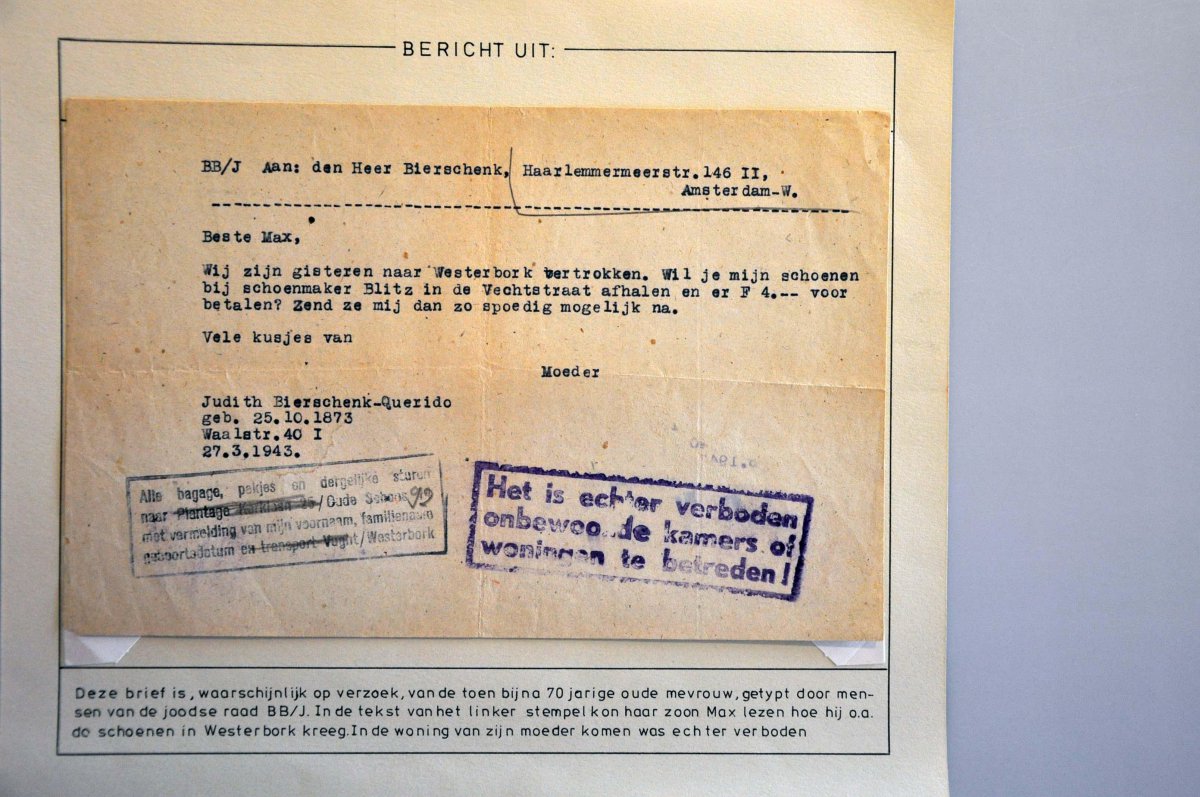 BERICHT UIT:
BB/J Aan: den Heer Bierschenk, Haarlemmermeerstr.146 II,
Amsterdam-W.
Beste Max,
Wij zijn gisteren naar Westerbork vertrokken. Wil je mijn schoenen
bij schoenmaker Blitz in de Vechtstraat afhalen en er F 4.-- voor
betalen? Zend ze mij dan zo spoedig mogelijk na.
Vele kusjes van
Moeder
Judith Bierschenk-Querido
geb. 25.10.1873
Waalstr.40 I
27.3.1943.
Alle bagage, pakjes en dergelijke sturen
naar Plantage Kerklaan 36/Oude Schans 99
met vermelding van mijn voornaam, familienaam
geboortedatum en transport Vught/Westerbork
Het is echter verboden
onbewoonde kamers of
woningen te betreden!
Deze brief is, waarschijnlijk op verzoek, van de toen bijna 70 jarige oude mevrouw, getypt door men-
sen van de joodse raad BB/J. In de tekst van het linker stempel kon haar zoon Max lezen hoe hij o.a.
de schoenen in Westerbork kreeg. In de woning van zijn moeder komen was echter verboden